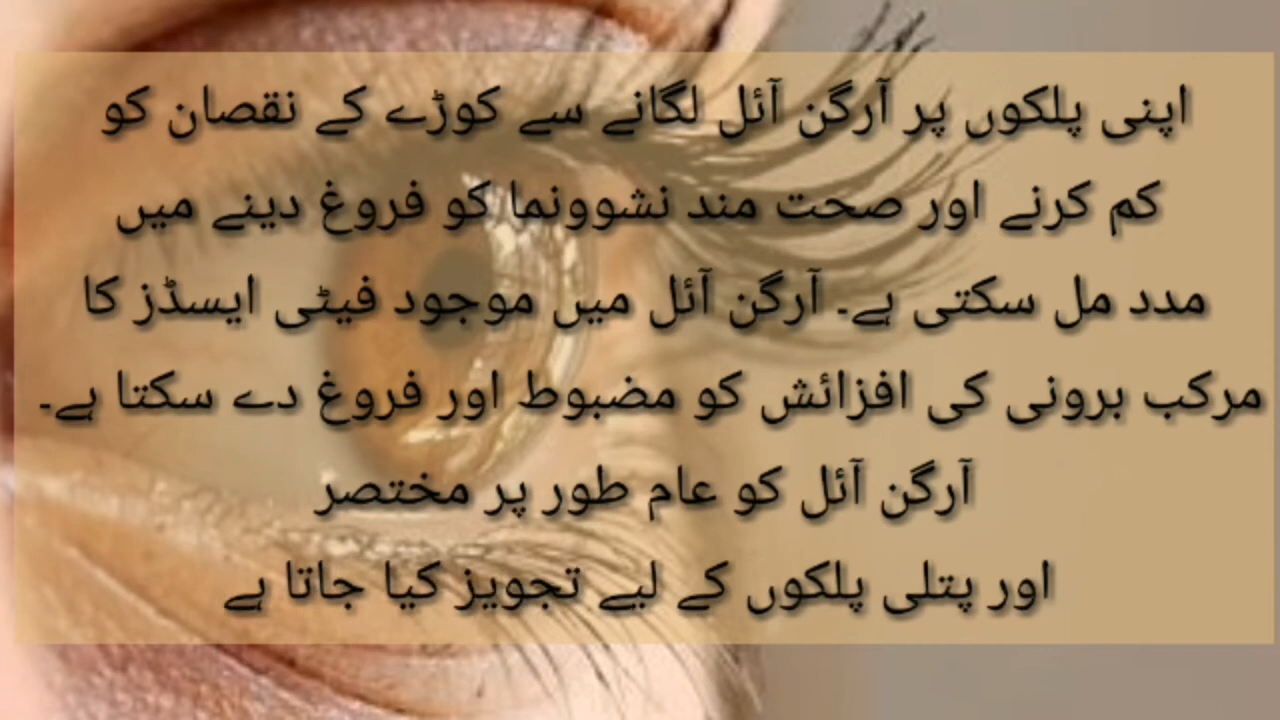 اپنی پلکوں پر آرگن آئل لگانے سے کوڑے کے نقصان کو
کم کرنے اور صحت مند نشوونما کو فروغ دینے میں
مدد مل سکتی ہے۔ آرگن آئل میں موجود فیٹی ایسڈز کا
مرکب برونی کی افزائش کو مضبوط اور فروغ دے سکتا ہے۔
آرگن آئل کو عام طور پر مختصر
اور پتلی پلکوں کے لیے تجویز کیا جاتا ہے